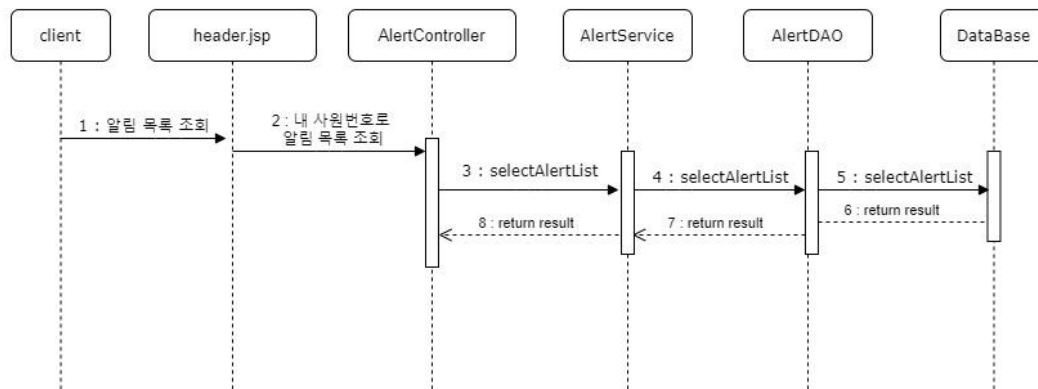 client
header.jsp
AlertController
AlertService
AlertDAO
DataBase
1 : 알림 목록 조회
2 : 내 사원번호로
알림 목록 조회
3 : selectAlertList
4 : selectAlertList
5 : selectAlertList
6 : return result
7 : return result
8 : return result